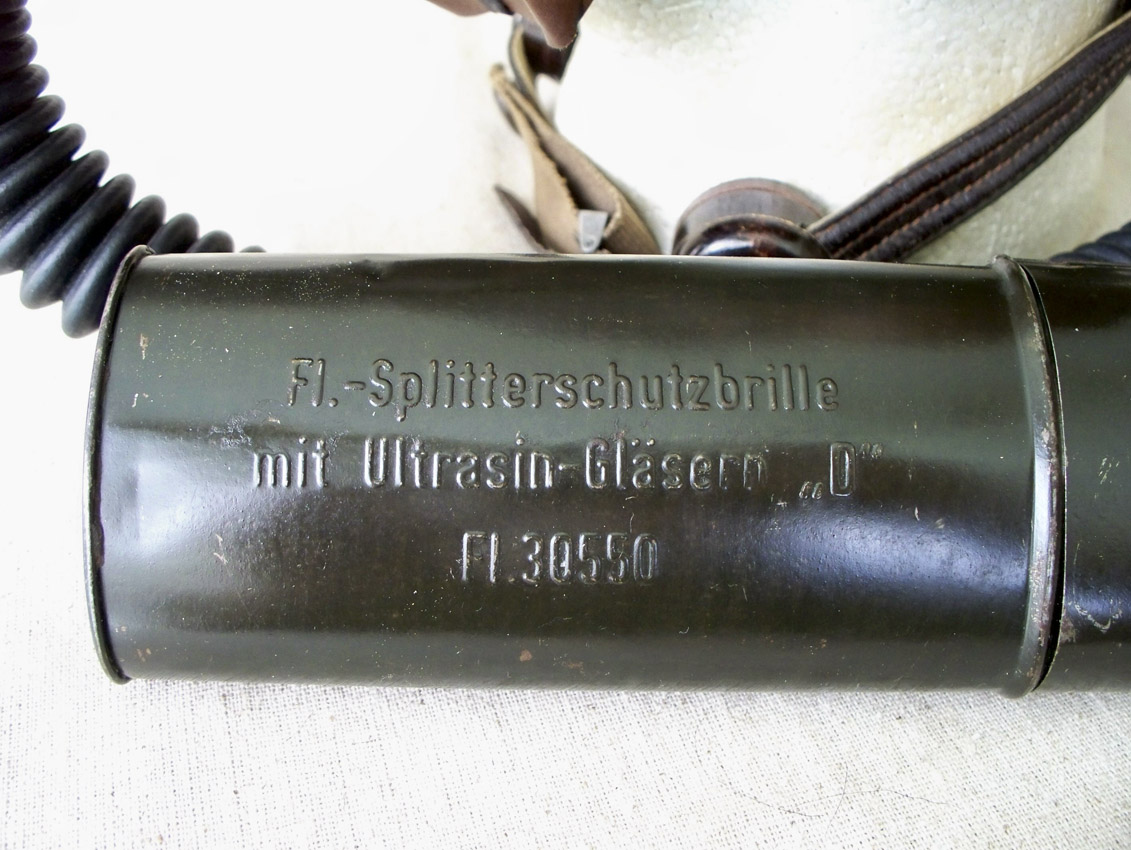 Fl.-Splitterschutzbrille
mit Ultrasin-Gläsern „D“
Fl.30550